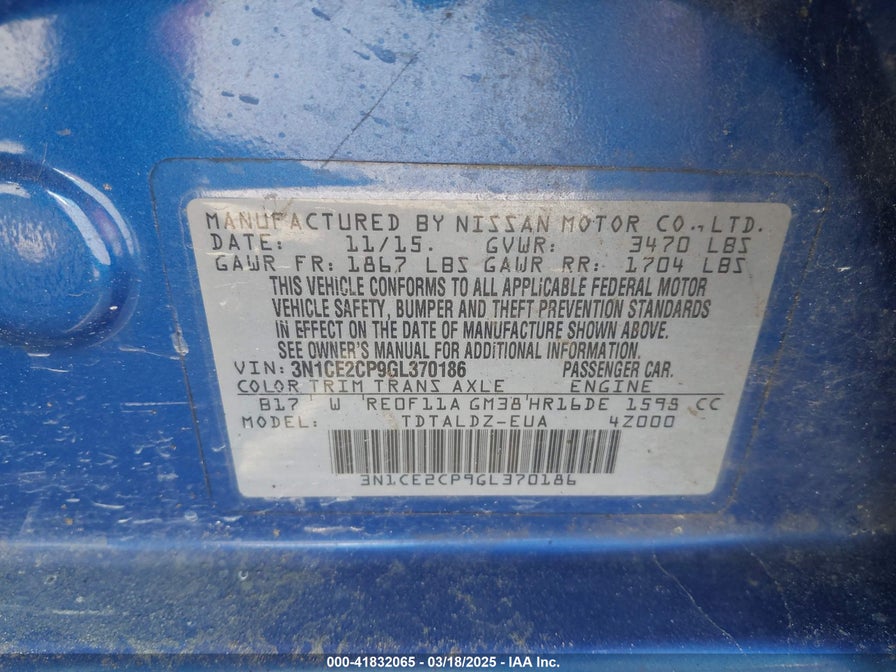 MANUFACTURED BY NISSAN MOTOR CO., LTD.
DATE: 11/15. GVWR: 3470 LBS
GAWR FR: 1867 LBS GAWR RR: 1704 LBS
THIS VEHICLE CONFORMS TO ALL APPLICABLE FEDERAL MOTOR
VEHICLE SAFETY, BUMPER AND THEFT PREVENTION STANDARDS
IN EFFECT ON THE DATE OF MANUFACTURE SHOWN ABOVE.
SEE OWNER'S MANUAL FOR ADDITIONAL INFORMATION.
VIN: 3N1CE2CP9GL370186 PASSENGER CAR.
COLOR TRIM TRANS AXLE ENGINE
B17 W RE0F11A GM38 HR16DE 1598 CC
MODEL: TDTALDZ-EUA 4Z000
3N1CE2CP9GL370186
000-41832065 - 03/18/2025 - IAA Inc.